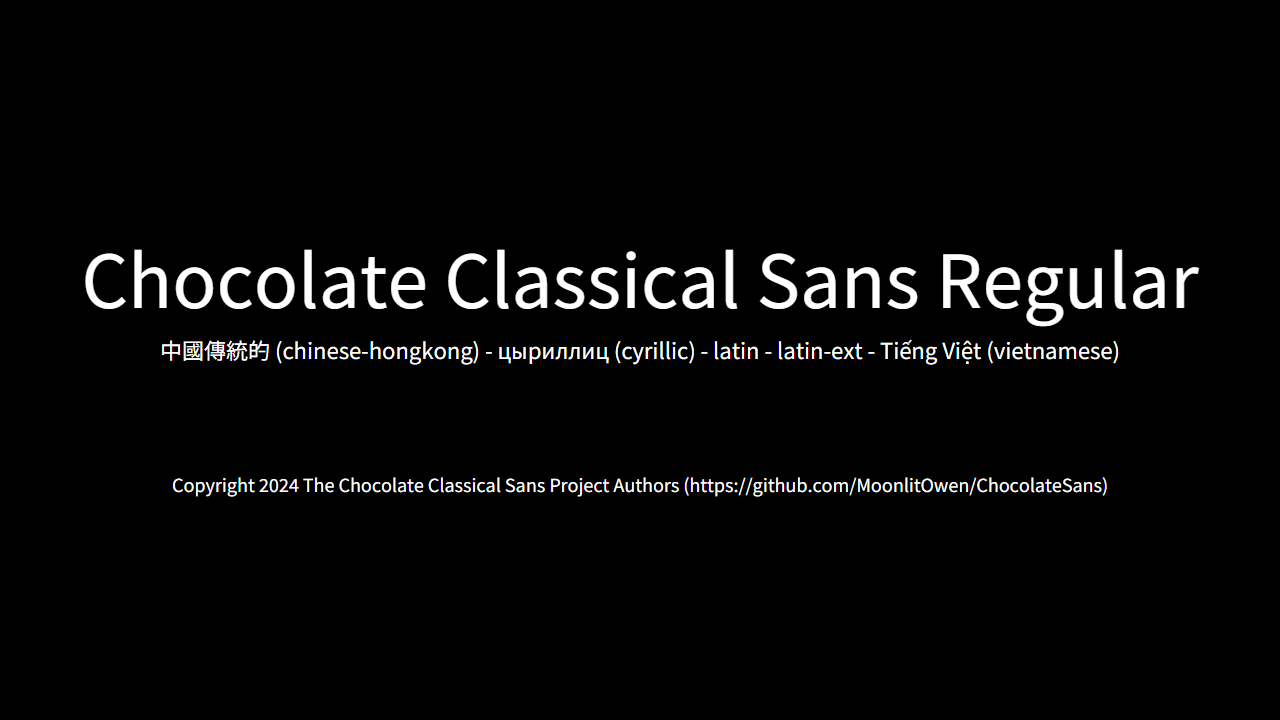 Chocolate Classical Sans Regular
中國傳統的 (chinese-hongkong) - цыриллиц (cyrillic) - latin - latin-ext - Tiếng Việt (vietnamese)
Copyright 2024 The Chocolate Classical Sans Project Authors (https://github.com/MoonlitOwen/ChocolateSans)